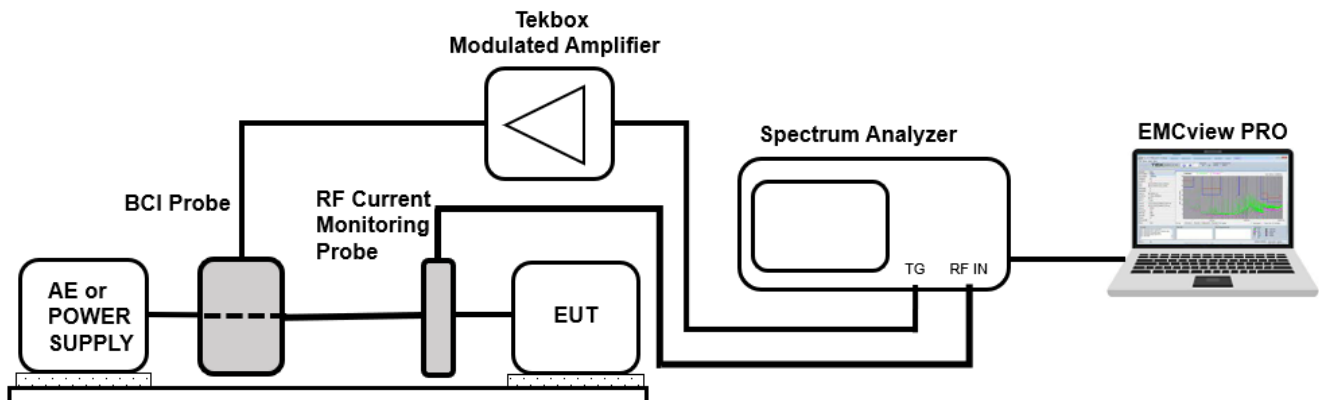 Tekbox
Modulated Amplifier
Spectrum Analyzer
EMCview PRO
BCI Probe
RF Current
Monitoring
Probe
TG
RF IN
AE or
POWER
SUPPLY
EUT